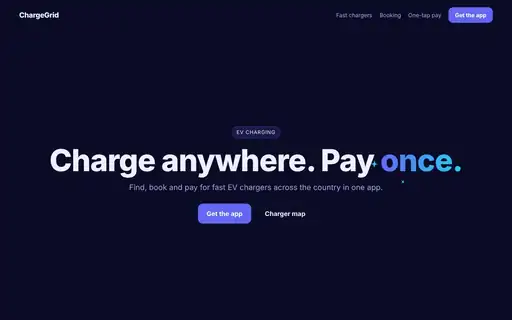 ChargeGrid
Fast chargers Booking One-tap pay Get the app
EV CHARGING
Charge anywhere. Pay once.
Find, book and pay for fast EV chargers across the country in one app.
Get the app Charger map